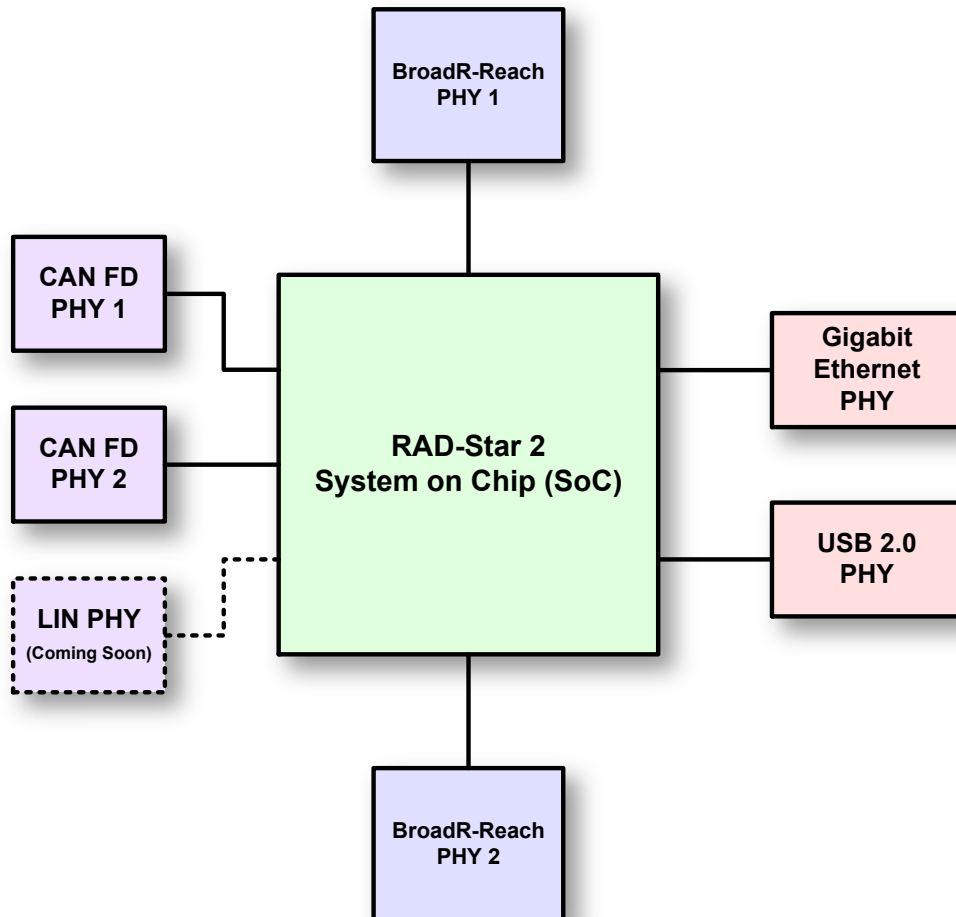 BroadR-Reach
PHY 1
CAN FD
PHY 1
Gigabit
Ethernet
PHY
CAN FD
PHY 2
RAD-Star 2
System on Chip (SoC)
USB 2.0
PHY
LIN PHY
(Coming Soon)
BroadR-Reach
PHY 2